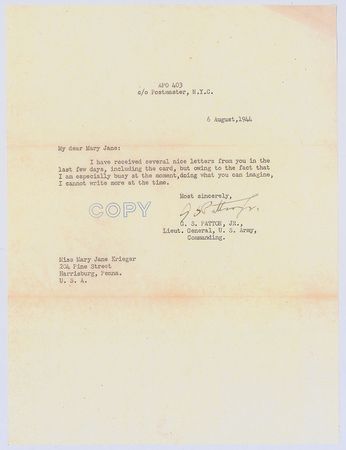 APO 403
c/o Postmaster, N.Y.C.
6 August,1944
My dear Mary Jane:
I have received several nice letters from you in the
last few days, including the card, but owing to the fact that
I am especially busy at the moment,doing what you can imagine,
I cannot write more at the time.
Most sincerely,
COPY
G. S. PATTON, JR.,
Lieut. General, U. S. Army,
Commanding.
Miss Mary Jane Krieger
204 Pine Street
Harrisburg, Penna.
U. S. A.